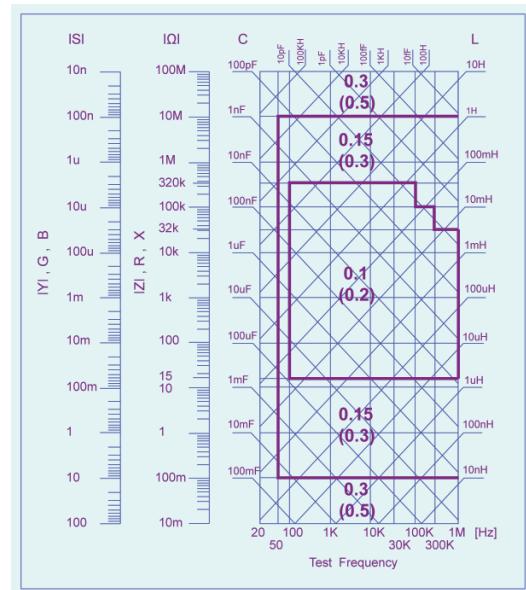 ISI IΩI C L
10pF 100KH 1pF 10KH 100fF 1KH 10fF 100H
10n 100M 100pF 10H
0.3
(0.5)
100n 10M 1nF 1H
0.15
(0.3)
1u 1M 10nF 100mH
320k
10u 100k 100nF 10mH
32k
100u 10k 1uF 1mH
IYI , G , B
IZI , R , X
0.1
(0.2)
1m 1k 10uF 100uH
10m 100 100uF 10uH
15
100m 10 1mF 1uH
0.15
(0.3)
1 1 10mF 100nH
10 100m 100mF 10nH
0.3
(0.5)
100 10m
20 100 1K 10K 100K 1M [Hz]
50 30K 300K
Test Frequency